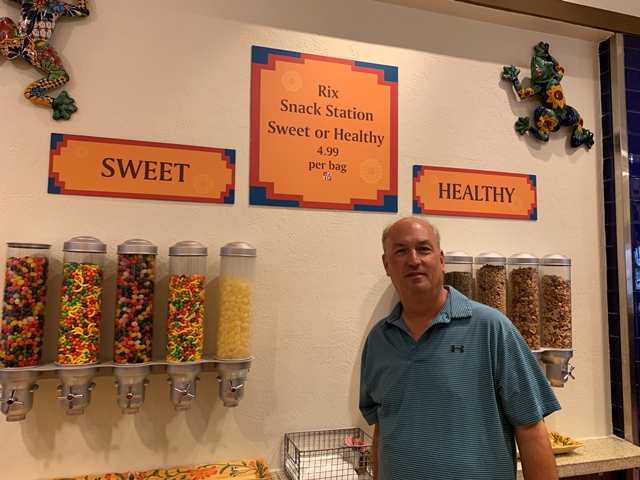 Rix
Snack Station
Sweet or Healthy
4.99
per bag
SWEET
HEALTHY